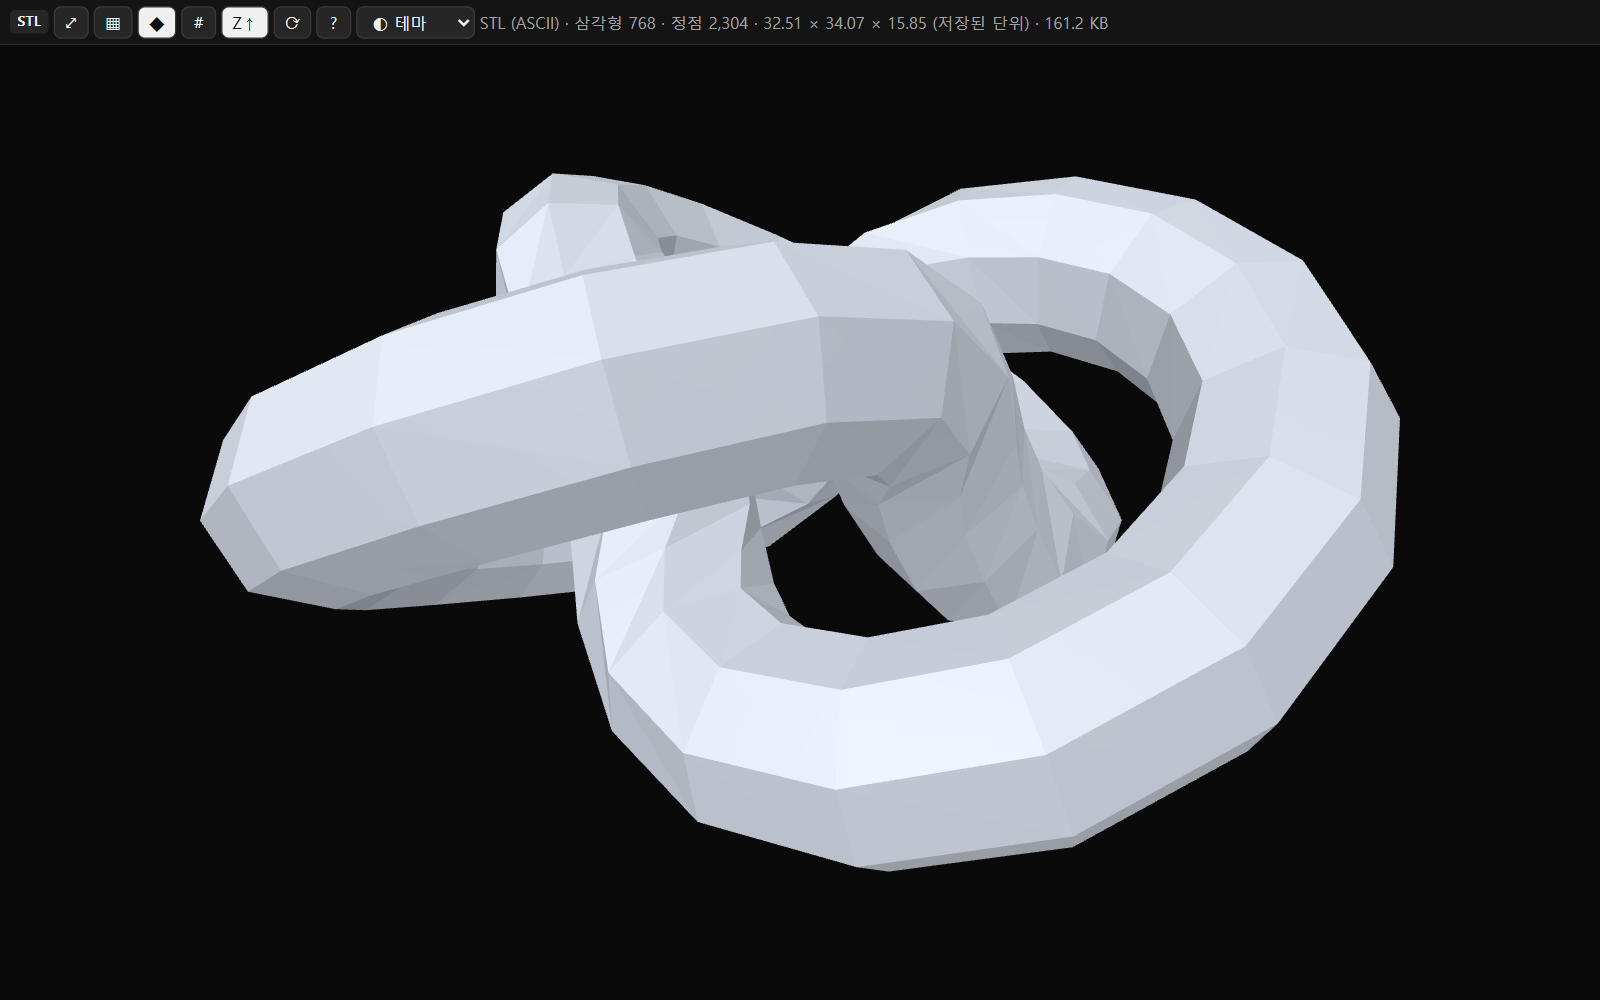 STL ⤢ ▦ ◆ # Z↑ ⟳ ? ◐ 테마 STL (ASCII) · 삼각형 768 · 정점 2,304 · 32.51 × 34.07 × 15.85 (저장된 단위) · 161.2 KB